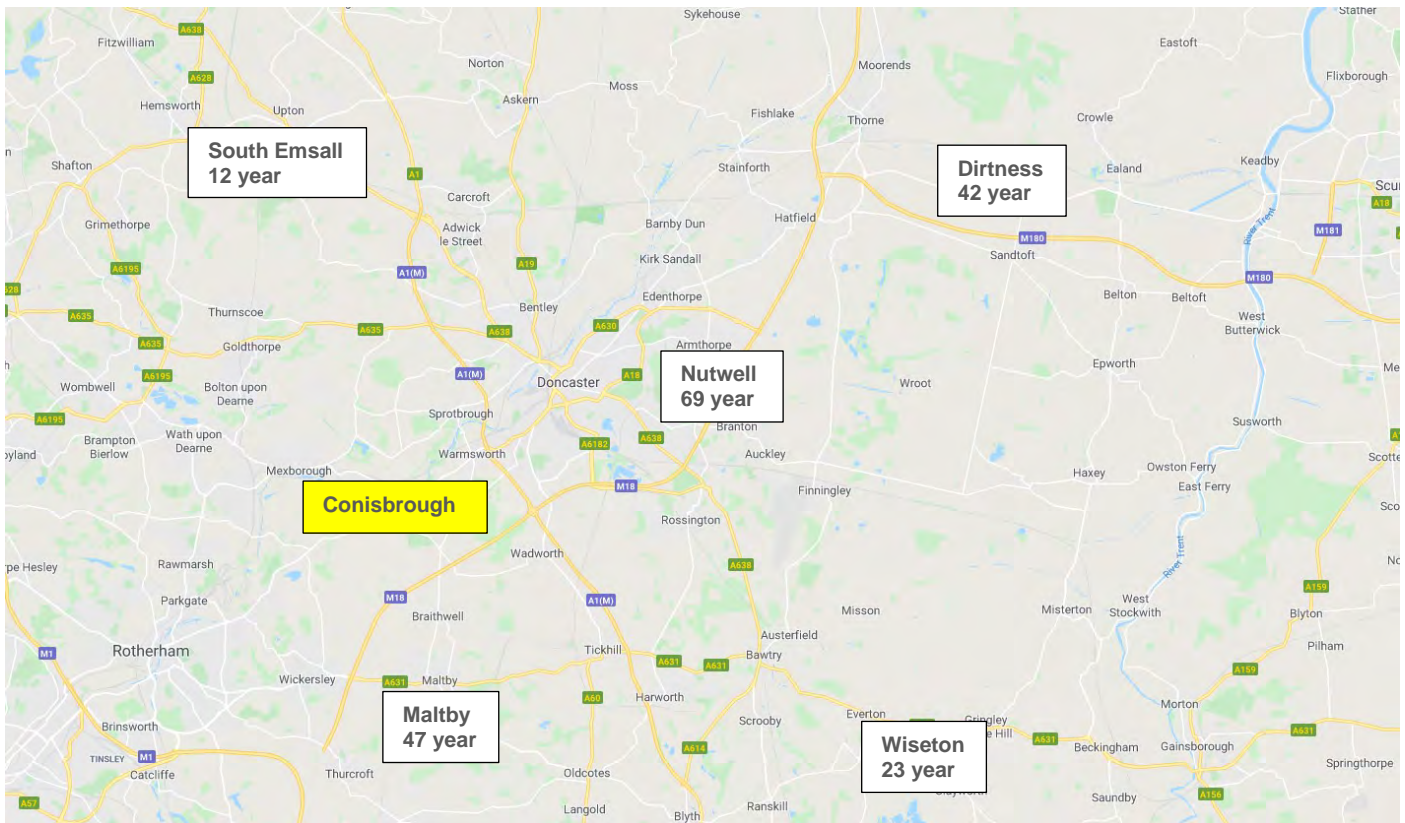 Sykehouse
Stather
A638
Fitzwilliam
Eastoft
Norton
Moorends
A628
Flixborough
Moss
Askern
Hemsworth
Upton
Fishlake
Thorne
Crowle
South Emsall
12 year
Dirtness
42 year
Shafton
Stainforth
Ealand
Keadby
A1
Carcroft
A18
Grimethorpe
Adwick
le Street
Barnby Dun
Hatfield
River Trent
M181
M180
Sandtoft
Kirk Sandall
A6195
A1(M)
A19
M180
Edenthorpe
Belton
Beltoft
Thurnscoe
Bentley
A635
A635
A638
A630
West
Butterwick
A635
Goldthorpe
Armthorpe
Nutwell
69 year
Epworth
A6195
A1(M)
Doncaster
A18
Wroot
Wombwell
Bolton upon
Dearne
A6195
Sprotbrough
Susworth
Branton
Brampton
Bierlow
Wath upon
Dearne
A6182
A638
Warmsworth
Auckley
Mexborough
Owston Ferry
Haxey
M18
East Ferry
Finningley
Conisbrough
Rossington
Wadworth
River Trent
A638
Rawmarsh
A159
M18
A1(M)
Parkgate
Braithwell
Misson
Misterton
West
Stockwith
Blyton
Austerfield
Rotherham
M1
Tickhill
Bawtry
Pilham
A631
A631
A159
Wickersley
A631
Maltby
A60
Harworth
Maltby
47 year
Morton
Everton
Scrooby
Gringley
Brinsworth
Wiseton
23 year
A631
A631
A614
Beckingham
Gainsborough
TINSLEY
M1
Catcliffe
Thurcroft
Oldcotes
Springthorpe
A57
Langold
Blyth
Ranskill
Saundby
A156